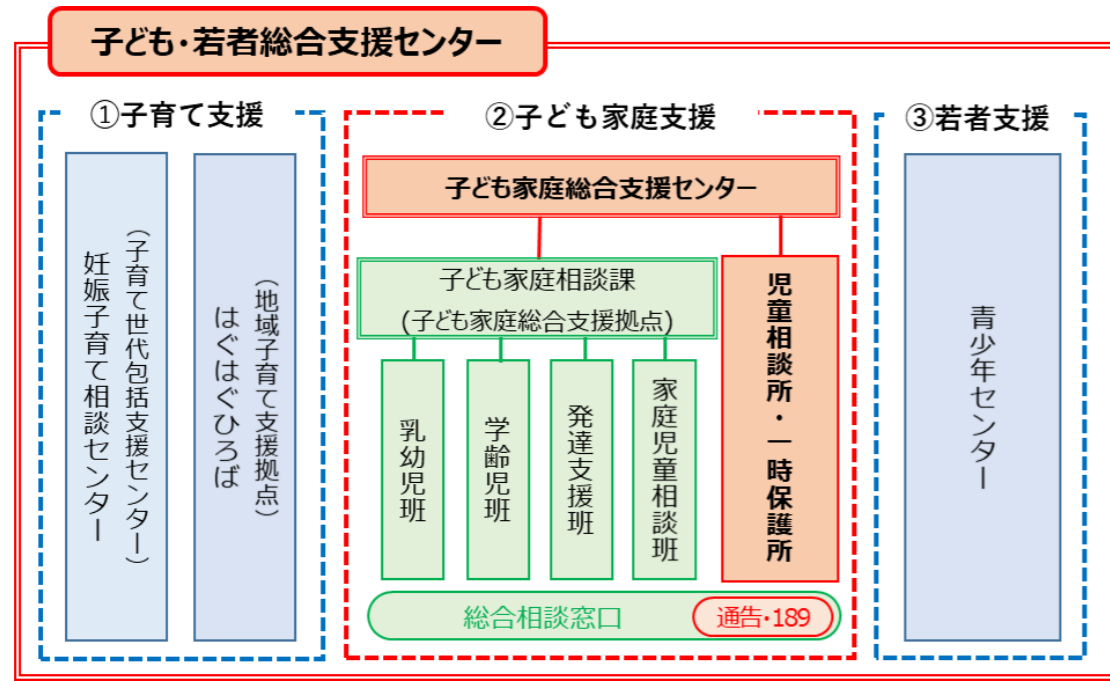 子ども・若者総合支援センター
①子育て支援
妊娠子育て相談センター
（子育て世代包括支援センター）
はぐはぐひろば
（地域子育て支援拠点）
②子ども家庭支援
子ども家庭総合支援センター
子ども家庭相談課
(子ども家庭総合支援拠点)
乳幼児班
学齢児班
発達支援班
家庭児童相談班
児童相談所・一時保護所
総合相談窓口
通告・189
③若者支援
青少年センター